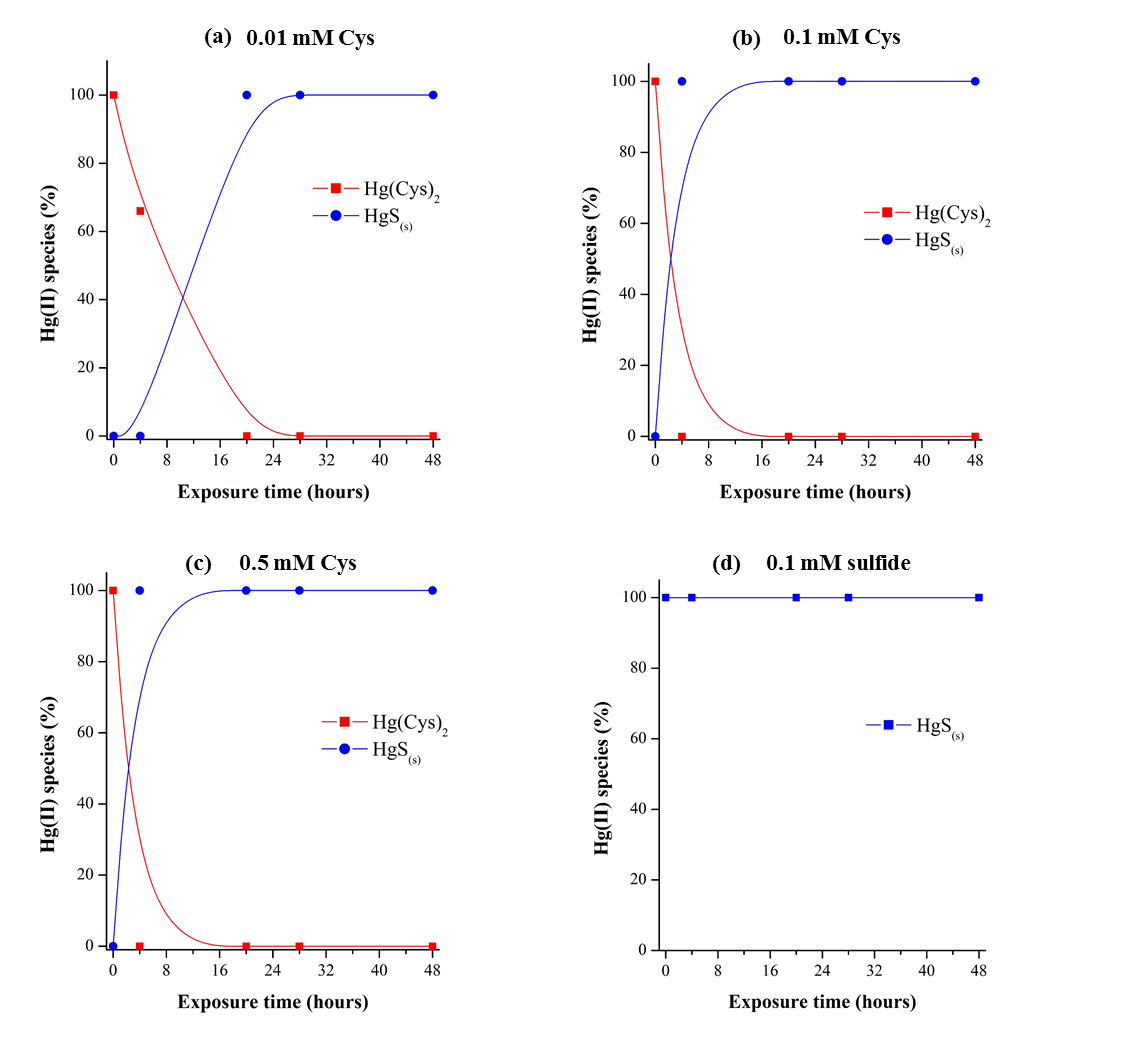 (a) 0.01 mM Cys
100
80
60
40
20
0
Hg(II) species (%)
Hg(Cys)2
HgS(s)
0 8 16 24 32 40 48
Exposure time (hours)
(b) 0.1 mM Cys
100
80
60
40
20
0
Hg(II) species (%)
Hg(Cys)2
HgS(s)
0 8 16 24 32 40 48
Exposure time (hours)
(c) 0.5 mM Cys
100
80
60
40
20
0
Hg(II) species (%)
Hg(Cys)2
HgS(s)
0 8 16 24 32 40 48
Exposure time (hours)
(d) 0.1 mM sulfide
100
80
60
40
20
0
Hg(II) species (%)
HgS(s)
0 8 16 24 32 40 48
Exposure time (hours)